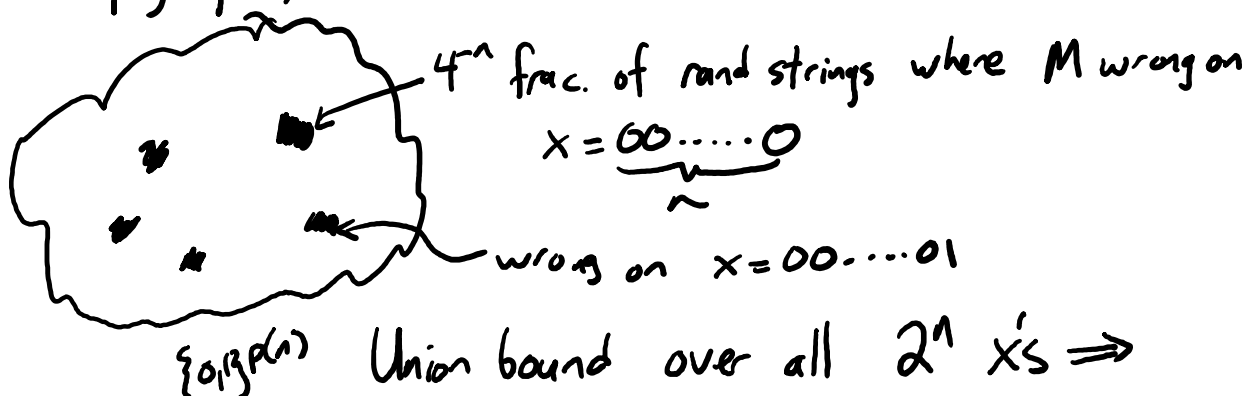 4^-n frac. of rand strings where M wrong on
x = 00.....0
n
wrong on x = 00....01
{0,1}^p(n) Union bound over all 2^n x's ⇒